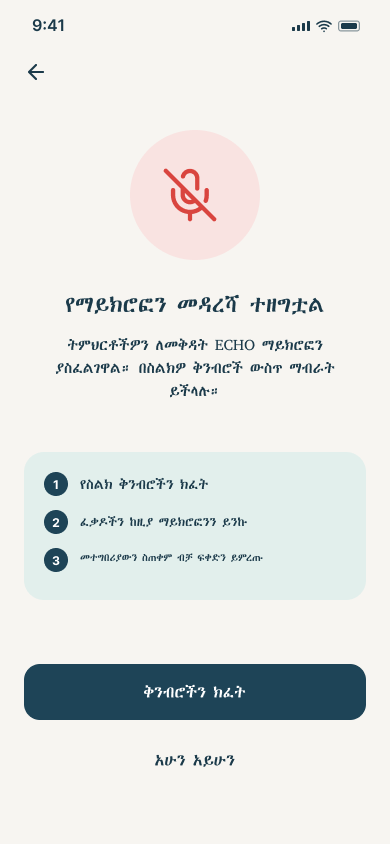 9:41
የማይክሮፎን መዳረሻ ተዘግቷል
ትምህርቶችዎን ለመቅዳት ECHO ማይክሮፎን
ያስፈልገዋል። በስልክዎ ቅንብሮች ውስጥ ማብራት
ይችላሉ።
1 የስልክ ቅንብሮችን ክፈት
2 ፈቃዶችን ከዚያ ማይክሮፎንን ይንኩ
3 መተግበሪያውን ስጠቀም ብቻ ፍቀድን ይምረጡ
ቅንብሮችን ክፈት
አሁን አይሁን